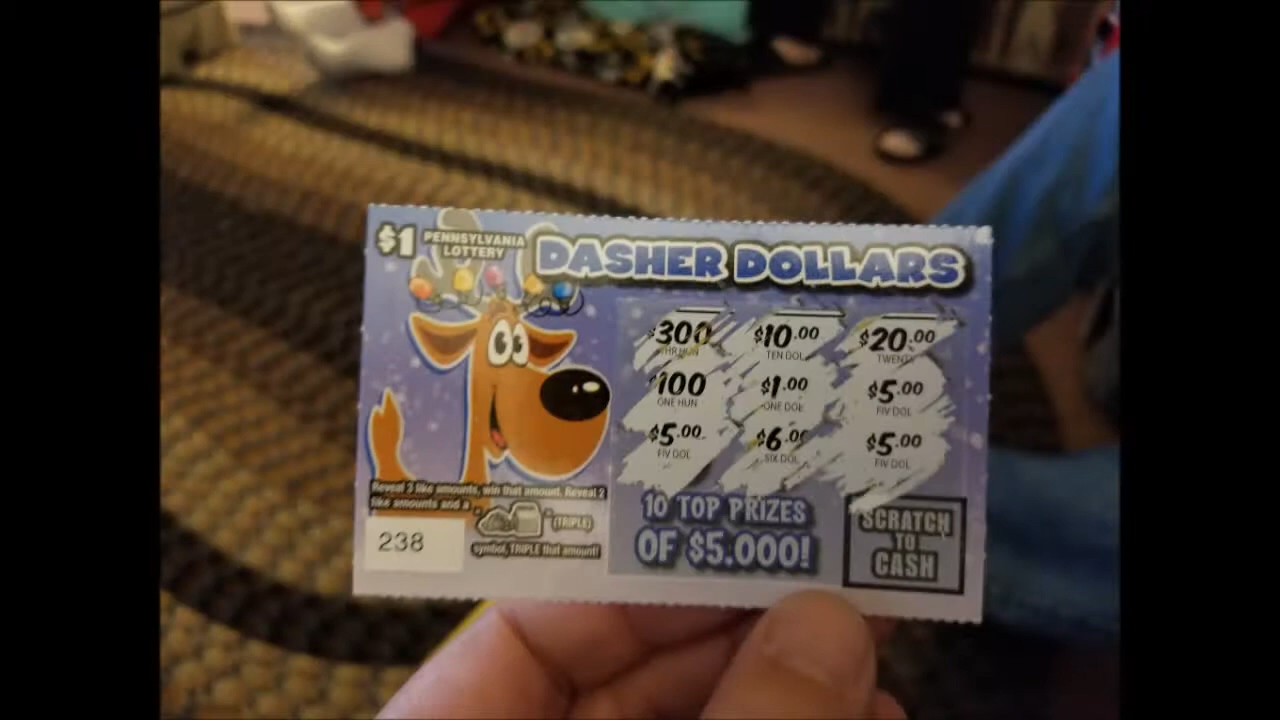 $1
PENNSYLVANIA
LOTTERY
DASHER DOLLARS
$300 $10.00 $20.00
THR HUN TEN DOL TWENTY
$100 $1.00 $5.00
ONE HUN ONE DOL FIV DOL
$5.00 $6.00 $5.00
FIV DOL SIX DOL FIV DOL
Reveal 3 like amounts, win that amount. Reveal 2
like amounts and a " " (TRIPLE)
symbol, TRIPLE that amount!
238
10 TOP PRIZES
OF $5,000!
SCRATCH
TO
CASH